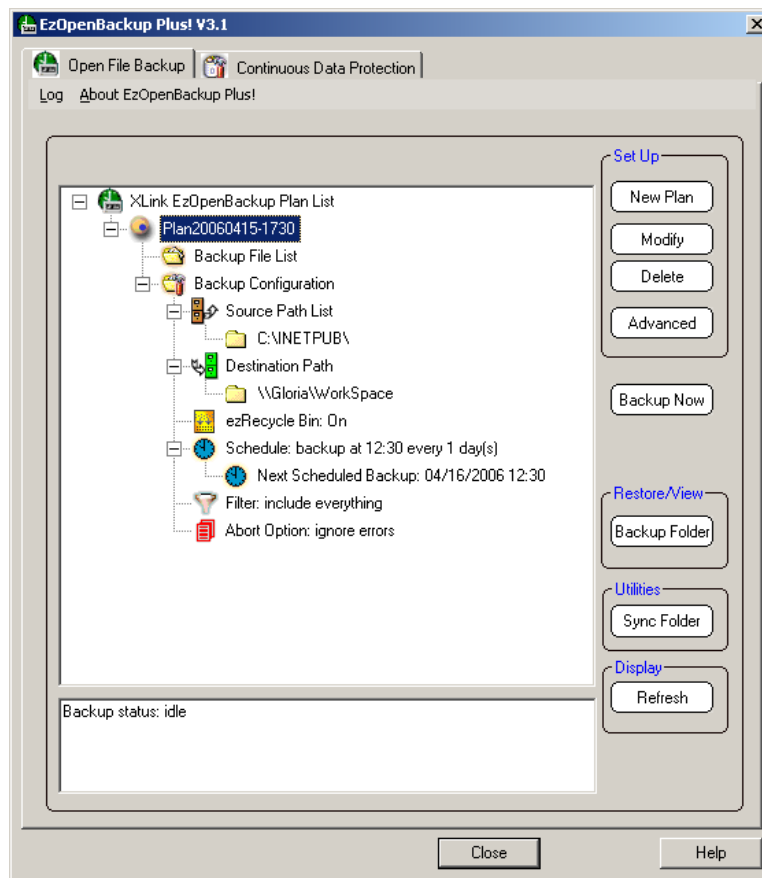 EzOpenBackup Plus! V3.1
Open File Backup
Continuous Data Protection
Log About EzOpenBackup Plus!
XLink EzOpenBackup Plan List
Plan20060415-1730
Backup File List
Backup Configuration
Source Path List
C:\INETPUB\
Destination Path
\\Gloria\WorkSpace
ezRecycle Bin: On
Schedule: backup at 12:30 every 1 day(s)
Next Scheduled Backup: 04/16/2006 12:30
Filter: include everything
Abort Option: ignore errors
Set Up
New Plan
Modify
Delete
Advanced
Backup Now
Restore/View
Backup Folder
Utilities
Sync Folder
Display
Refresh
Backup status: idle
Close
Help